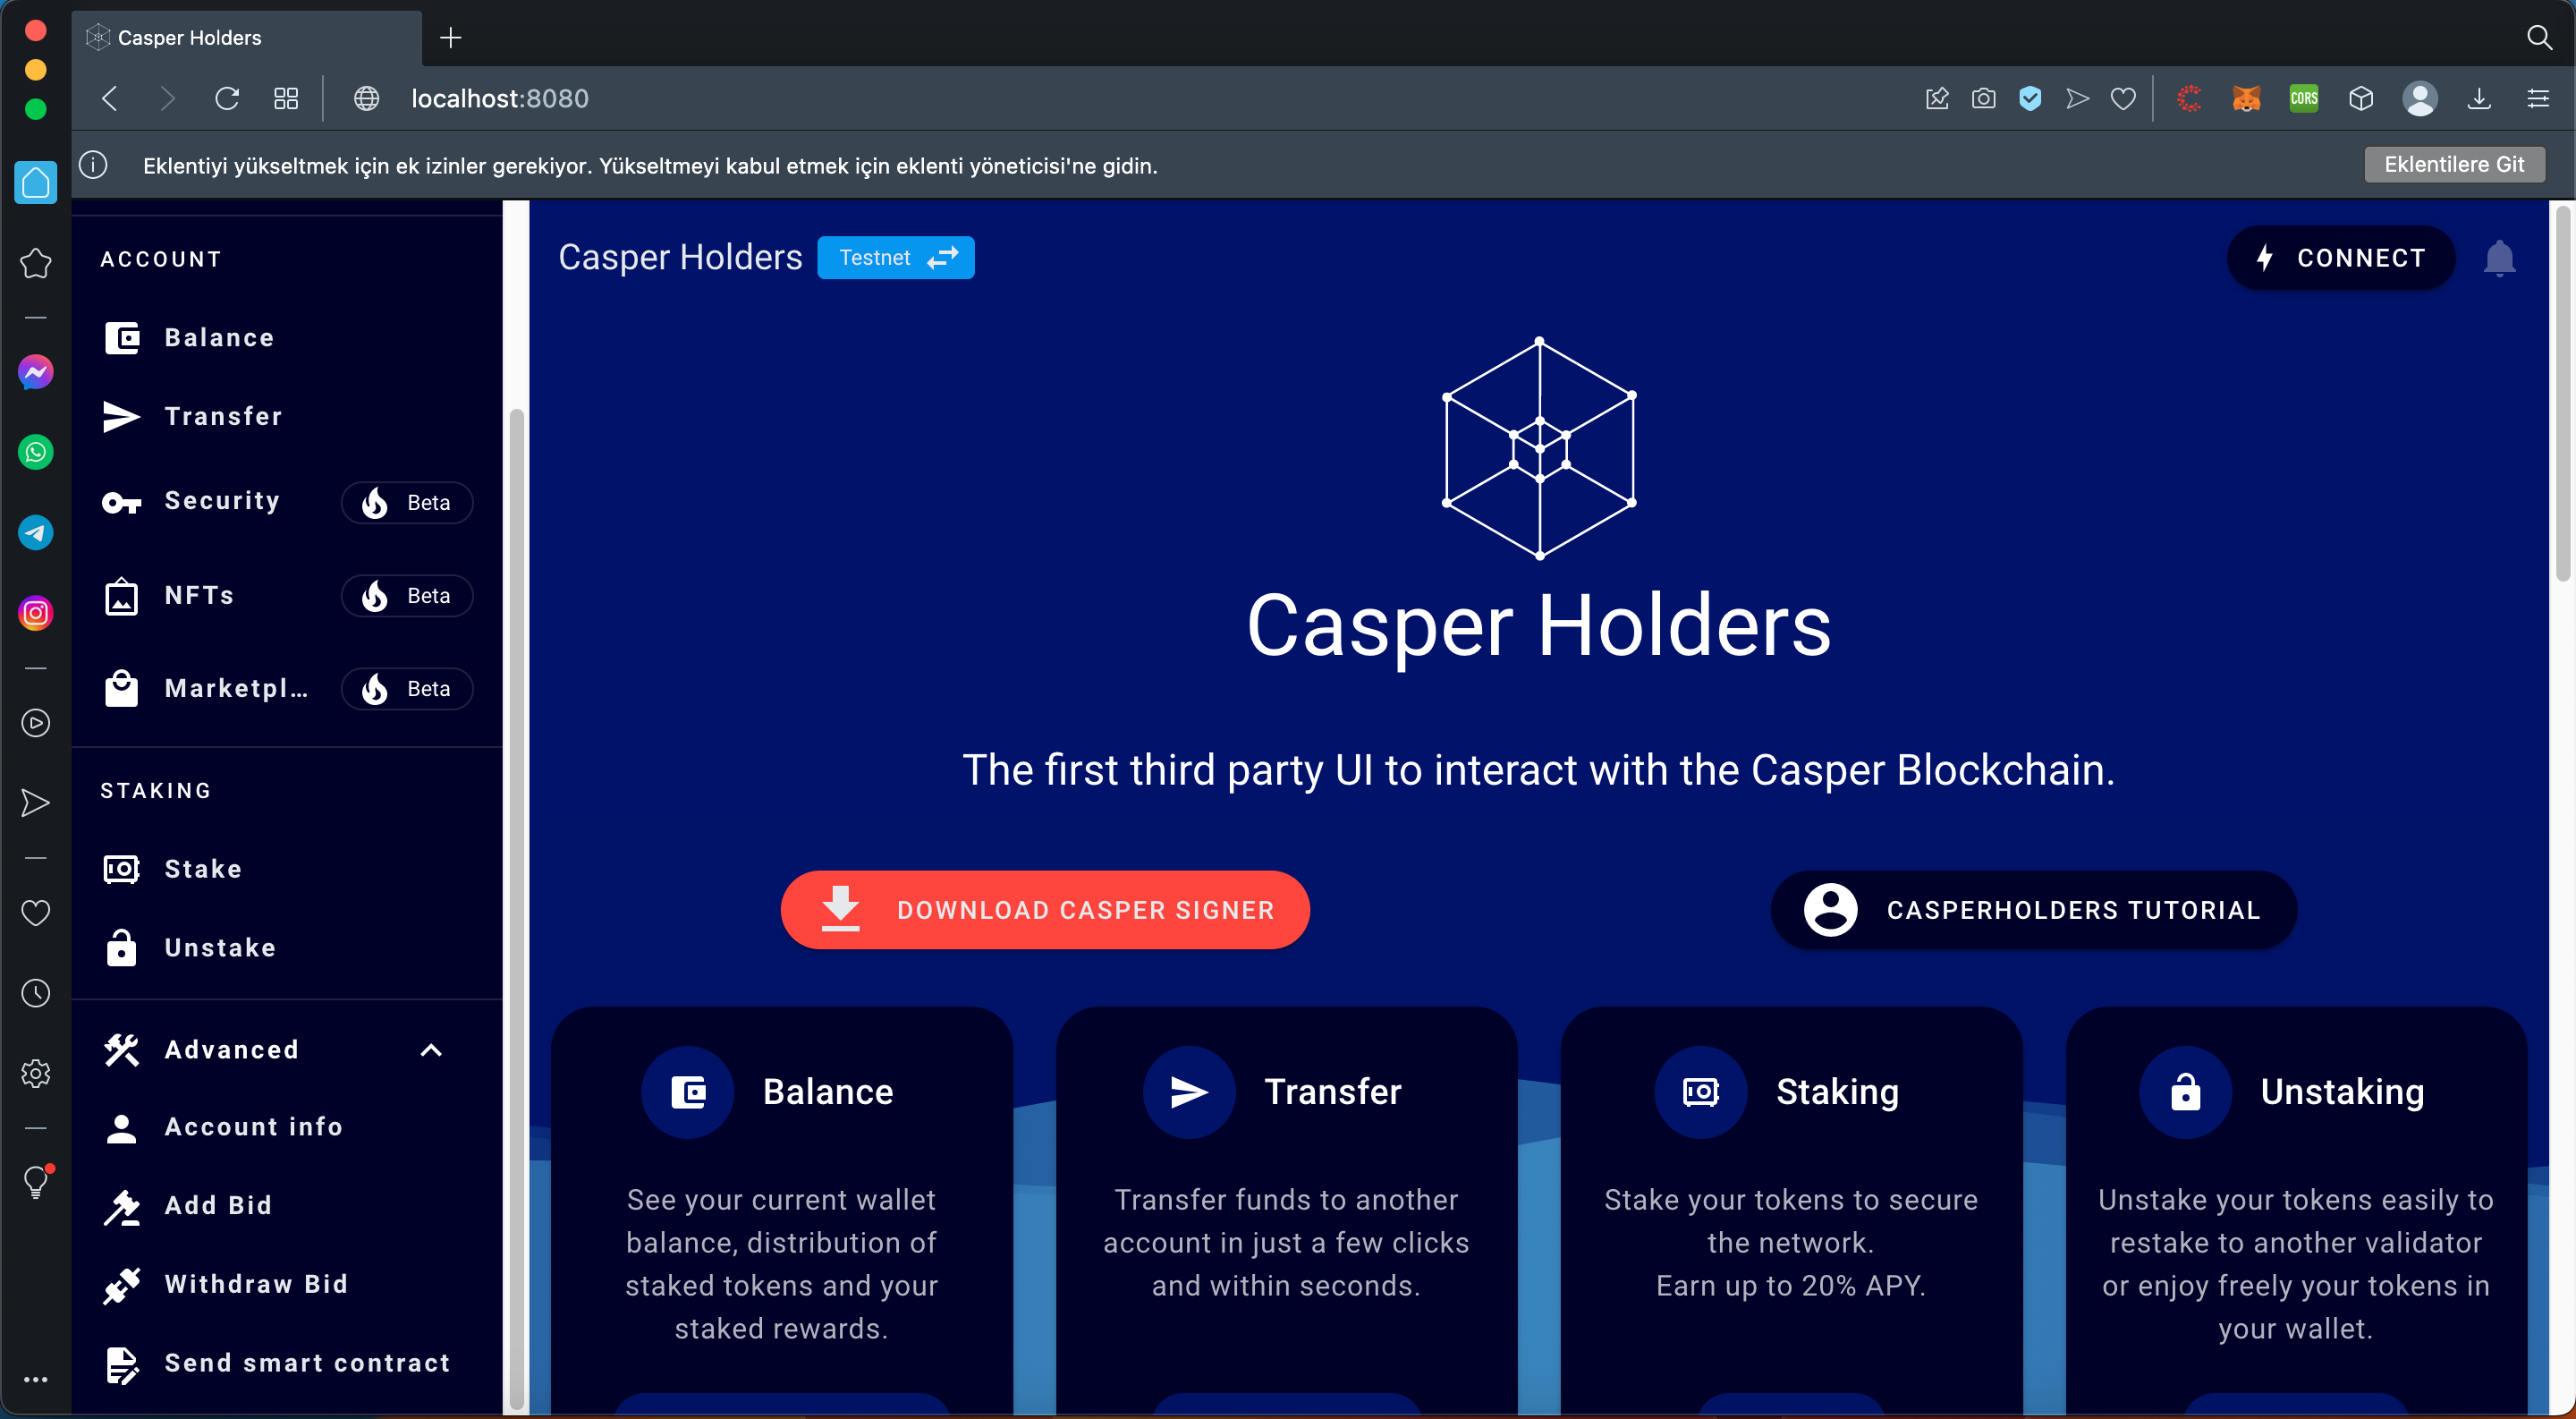 Casper Holders
localhost:8080
CORS
Eklentiyi yükseltmek için ek izinler gerekiyor. Yükseltmeyi kabul etmek için eklenti yöneticisi'ne gidin.
Eklentilere Git
ACCOUNT
Balance
Transfer
Security
Beta
NFTs
Beta
Marketpl...
Beta
STAKING
Stake
Unstake
Advanced
Account info
Add Bid
Withdraw Bid
Send smart contract
Casper Holders
Testnet
CONNECT
Casper Holders
The first third party UI to interact with the Casper Blockchain.
DOWNLOAD CASPER SIGNER
CASPERHOLDERS TUTORIAL
Balance
See your current wallet
balance, distribution of
staked tokens and your
staked rewards.
Transfer
Transfer funds to another
account in just a few clicks
and within seconds.
Staking
Stake your tokens to secure
the network.
Earn up to 20% APY.
Unstaking
Unstake your tokens easily to
restake to another validator
or enjoy freely your tokens in
your wallet.